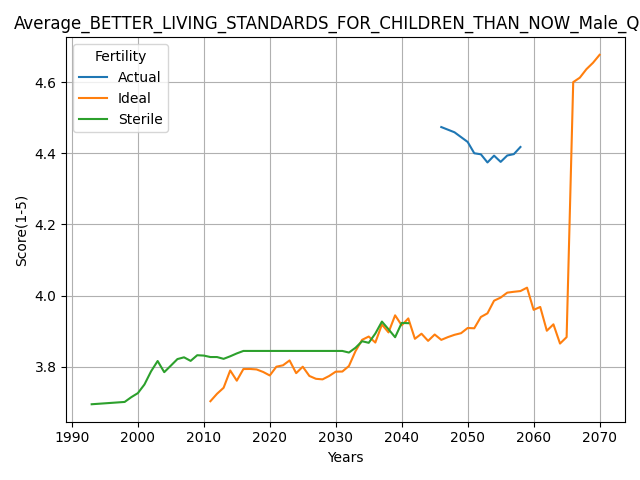 Average_BETTER_LIVING_STANDARDS_FOR_CHILDREN_THAN_NOW_Male_Q
Fertility
Actual
Ideal
Sterile
Score(1-5)
4.6
4.4
4.2
4.0
3.8
1990 2000 2010 2020 2030 2040 2050 2060 2070
Years